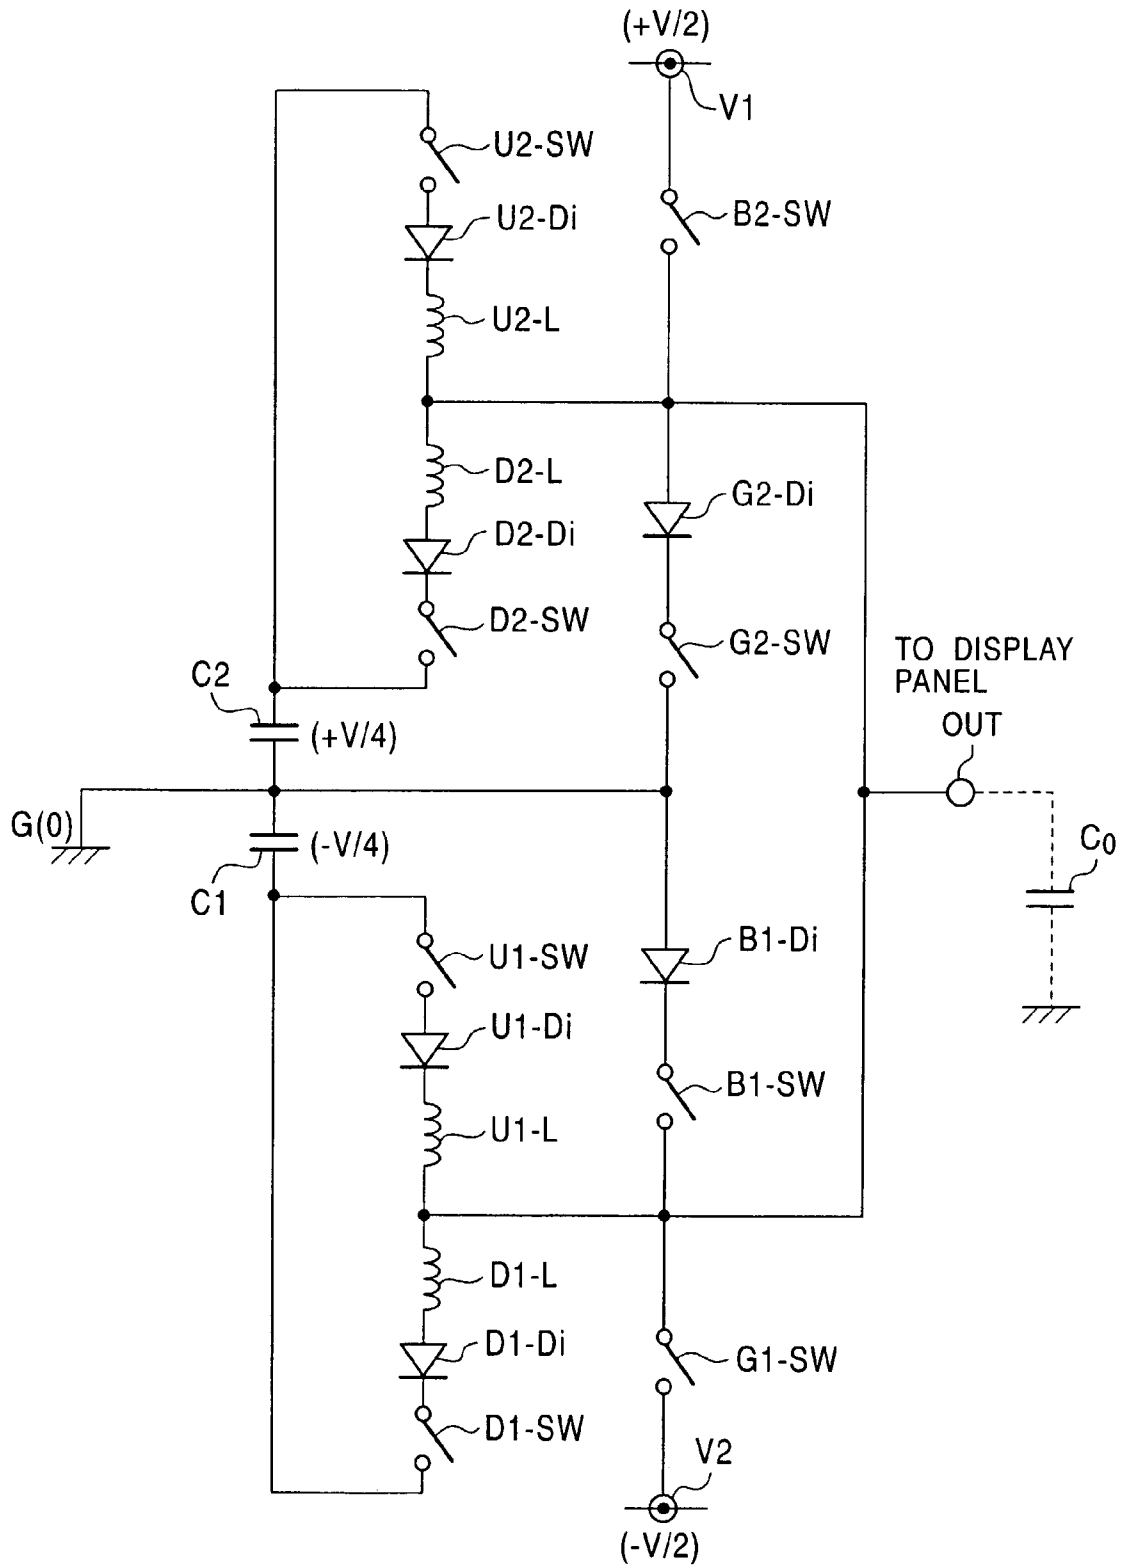 (+V/2)
V1
U2-SW
B2-SW
U2-Di
U2-L
D2-L
G2-Di
D2-Di
D2-SW
G2-SW
TO DISPLAY
PANEL
OUT
C2
(+V/4)
G(0)
(-V/4)
C0
C1
U1-SW
B1-Di
U1-Di
B1-SW
U1-L
D1-L
D1-Di
G1-SW
D1-SW
V2
(-V/2)